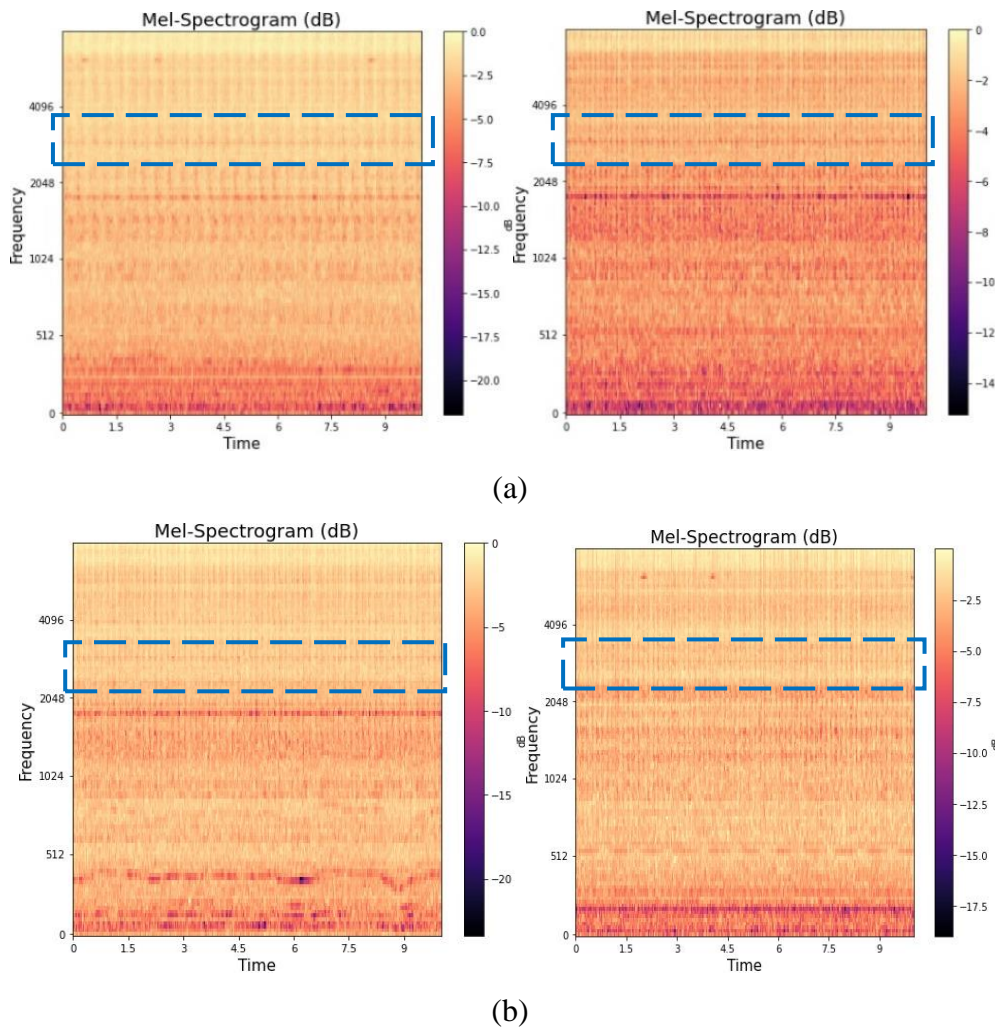 Mel-Spectrogram (dB)
Frequency
4096
2048
1024
512
0
0 1.5 3 4.5 6 7.5 9
Time
0.0
−2.5
−5.0
−7.5
−10.0
−12.5
−15.0
−17.5
−20.0
dB
Mel-Spectrogram (dB)
Frequency
4096
2048
1024
512
0
0 1.5 3 4.5 6 7.5 9
Time
0
−2
−4
−6
−8
−10
−12
−14
(a)
Mel-Spectrogram (dB)
Frequency
4096
2048
1024
512
0
0 1.5 3 4.5 6 7.5 9
Time
0
−5
−10
−15
−20
dB
Mel-Spectrogram (dB)
Frequency
4096
2048
1024
512
0
0 1.5 3 4.5 6 7.5 9
Time
−2.5
−5.0
−7.5
−10.0
−12.5
−15.0
−17.5
dB
(b)